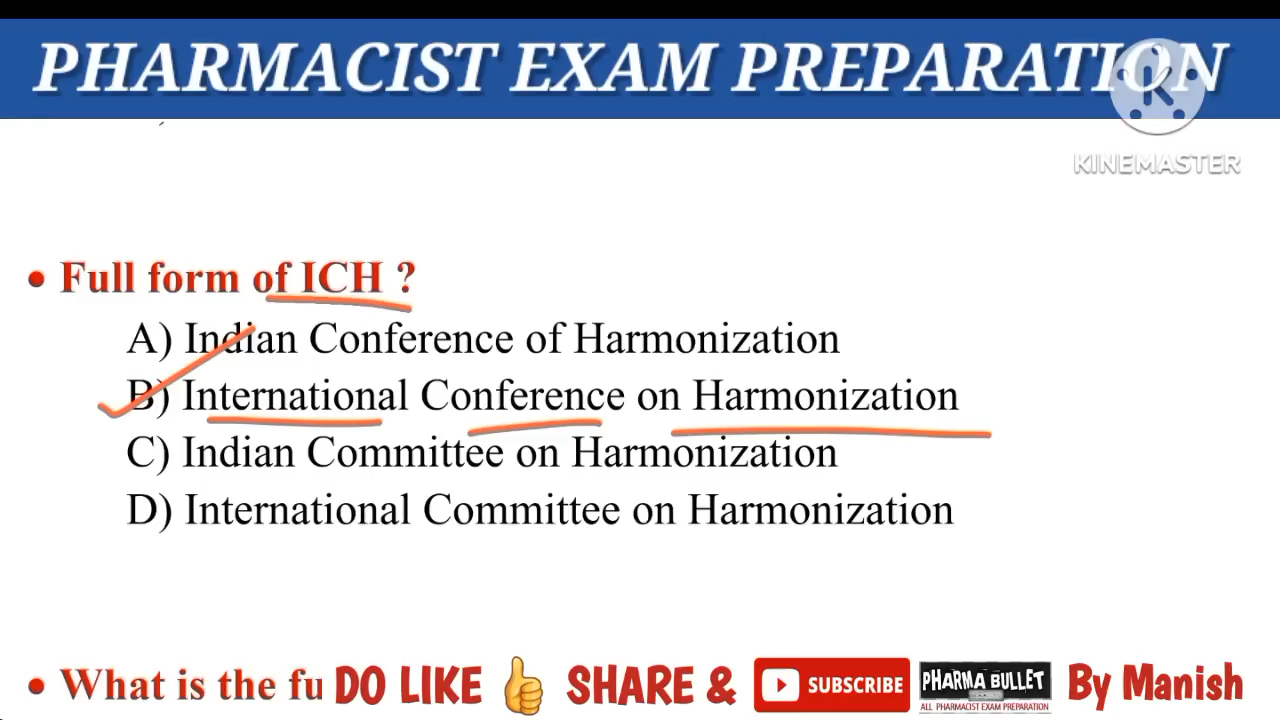 PHARMACIST EXAM PREPARATION
K
KINEMASTER
• Full form of ICH ?
A) Indian Conference of Harmonization
B) International Conference on Harmonization
C) Indian Committee on Harmonization
D) International Committee on Harmonization
• What is the fu
DO LIKE SHARE & SUBSCRIBE PHARMA BULLET By Manish
ALL PHARMACIST EXAM PREPARATION